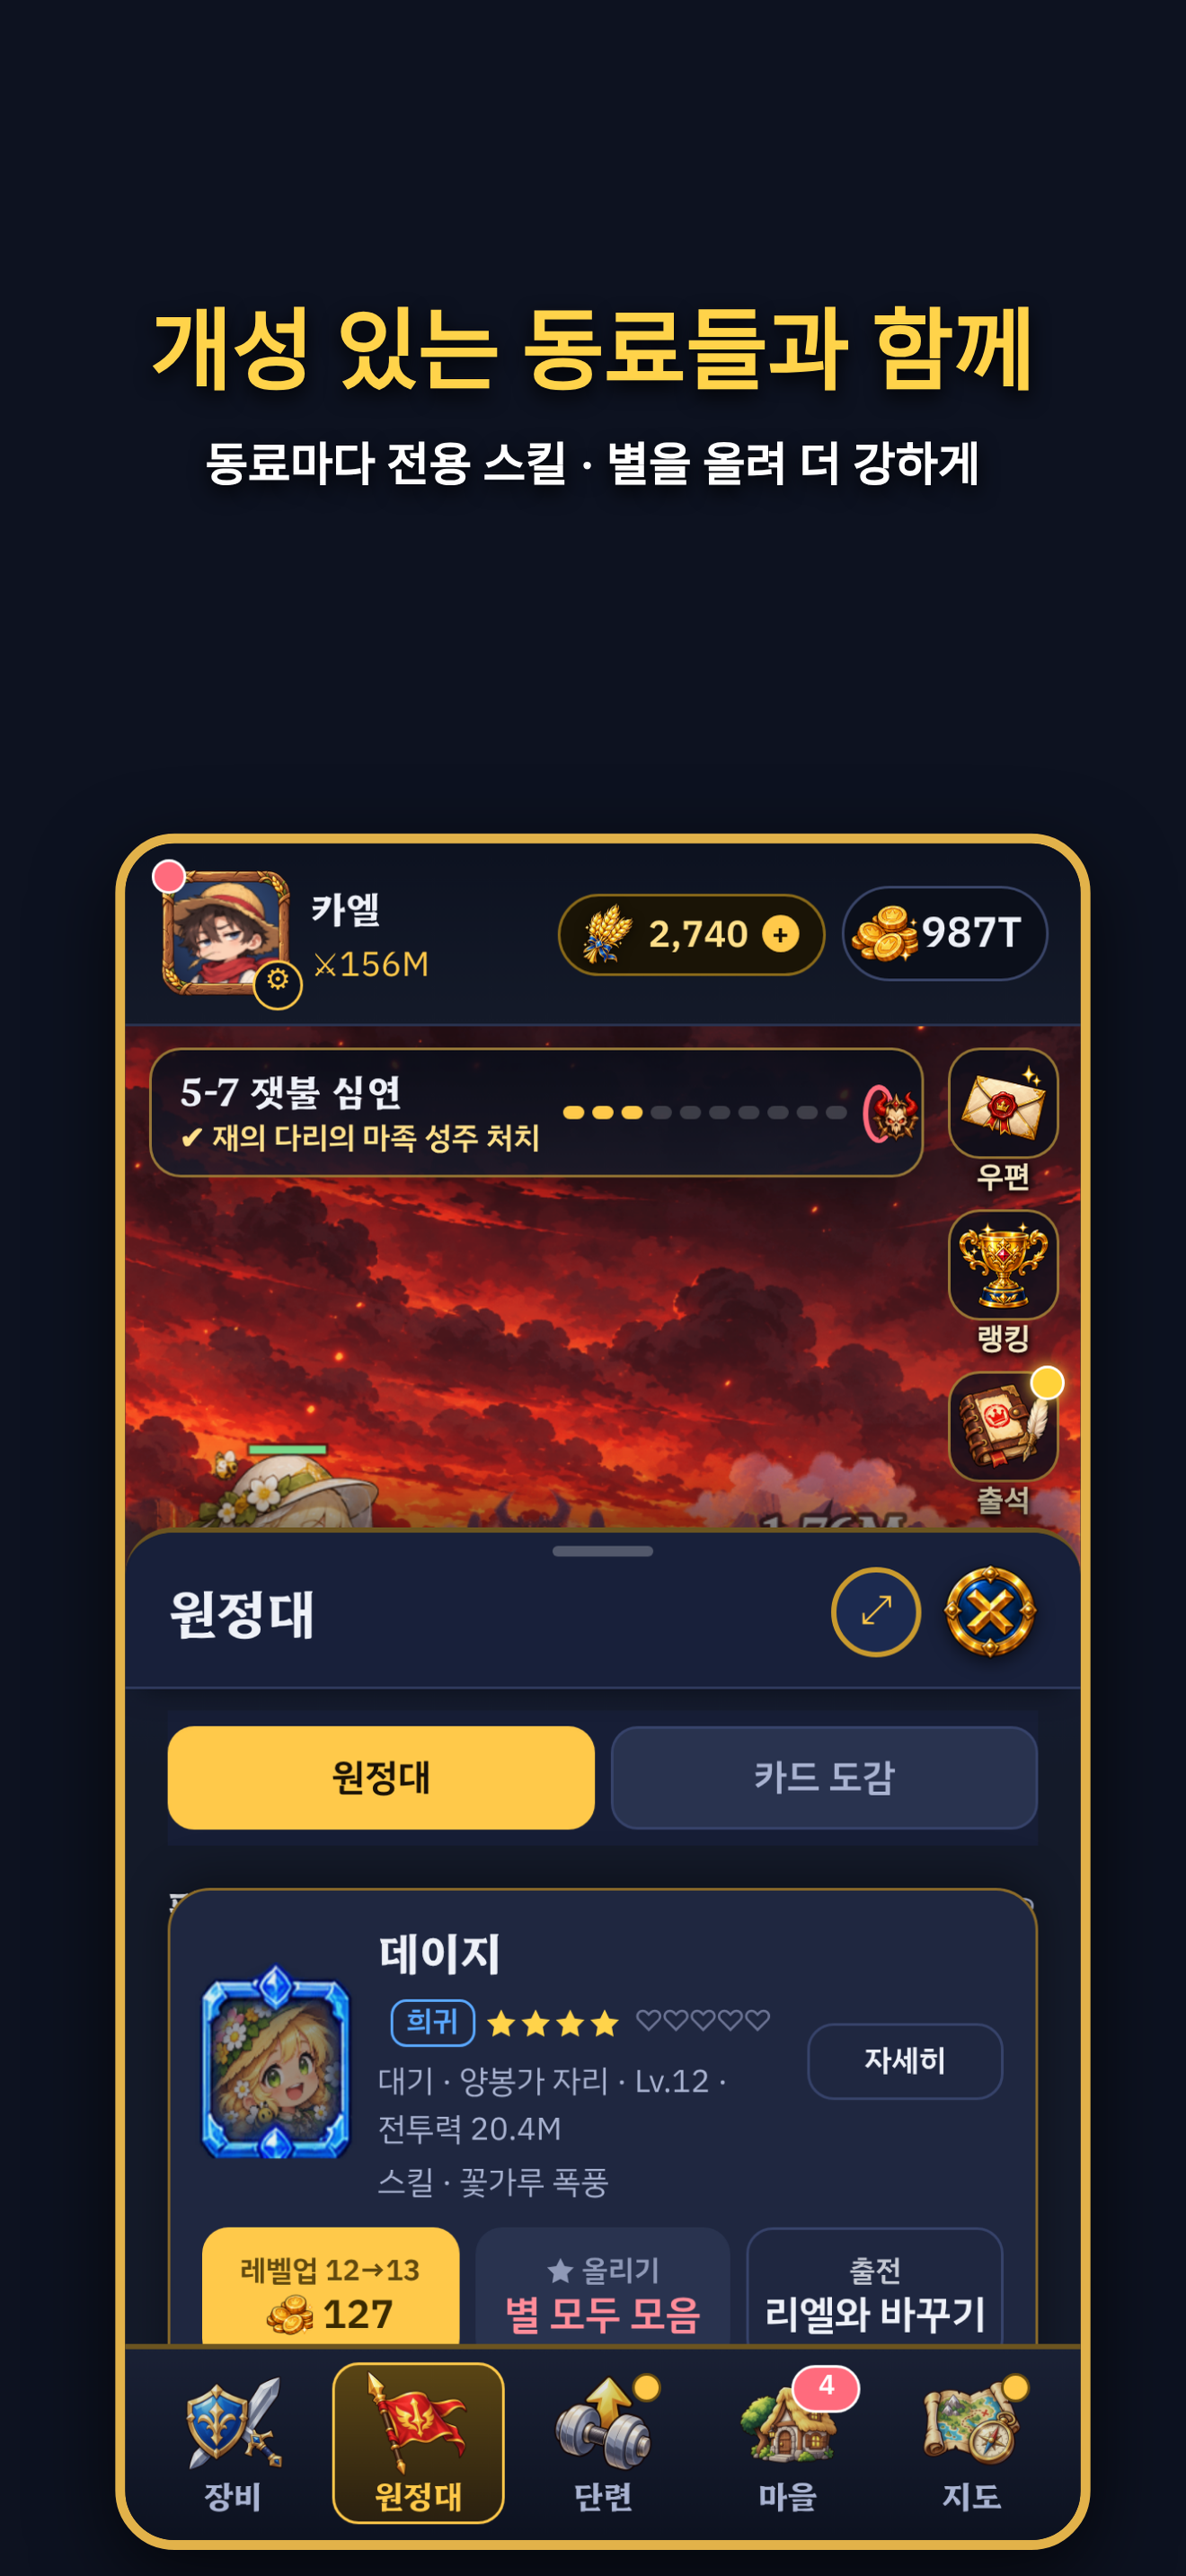 개성 있는 동료들과 함께
동료마다 전용 스킬 · 별을 올려 더 강하게
카엘
⚔156M
2,740 +
987T
5-7 잿불 심연
✔ 재의 다리의 마족 성주 처치
우편
랭킹
출석
원정대
원정대
카드 도감
데이지
희귀 ★★★★ ♡♡♡♡♡
대기 · 양봉가 자리 · Lv.12 ·
전투력 20.4M
스킬 · 꽃가루 폭풍
자세히
레벨업 12→13
127
★ 올리기
별 모두 모음
출전
리엘와 바꾸기
장비
원정대
단련
4
마을
지도